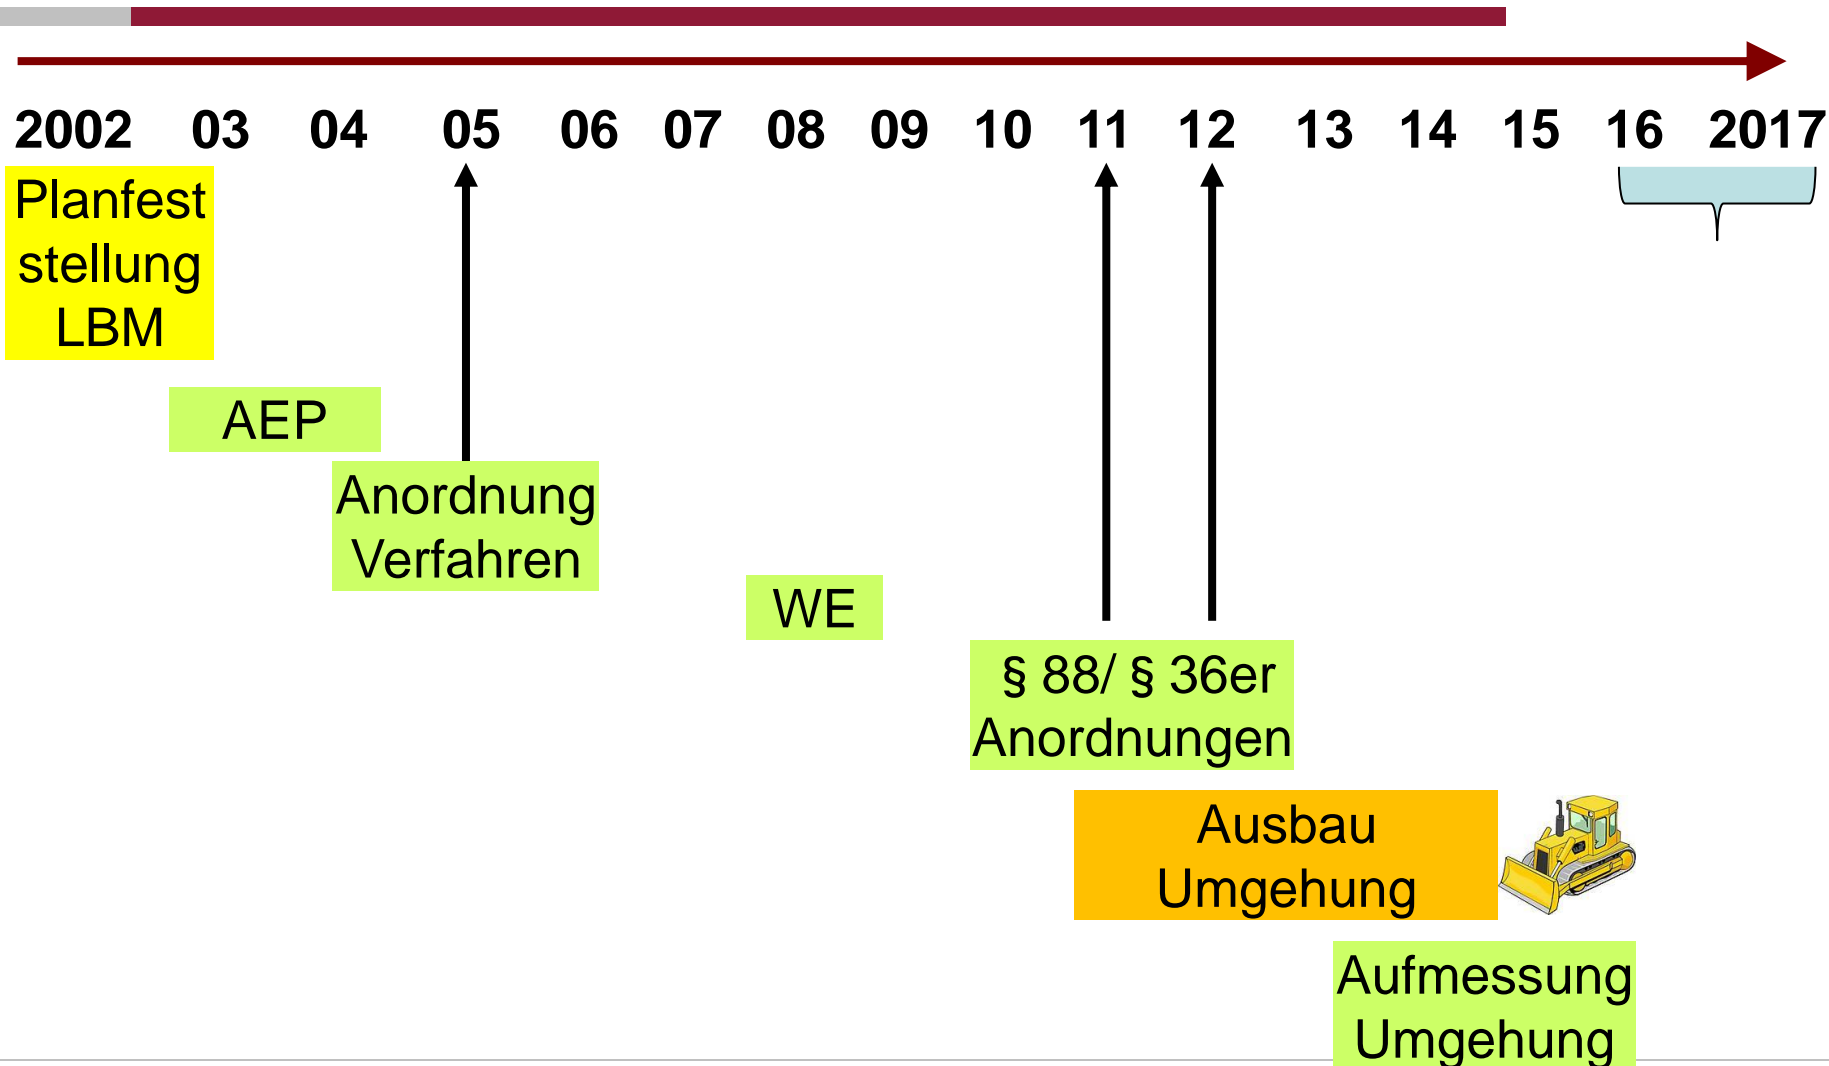 2002 03 04 05 06 07 08 09 10 11 12 13 14 15 16 2017
Planfest
stellung
LBM
AEP
Anordnung
Verfahren
WE
§ 88/ § 36er
Anordnungen
Ausbau
Umgehung
Aufmessung
Umgehung